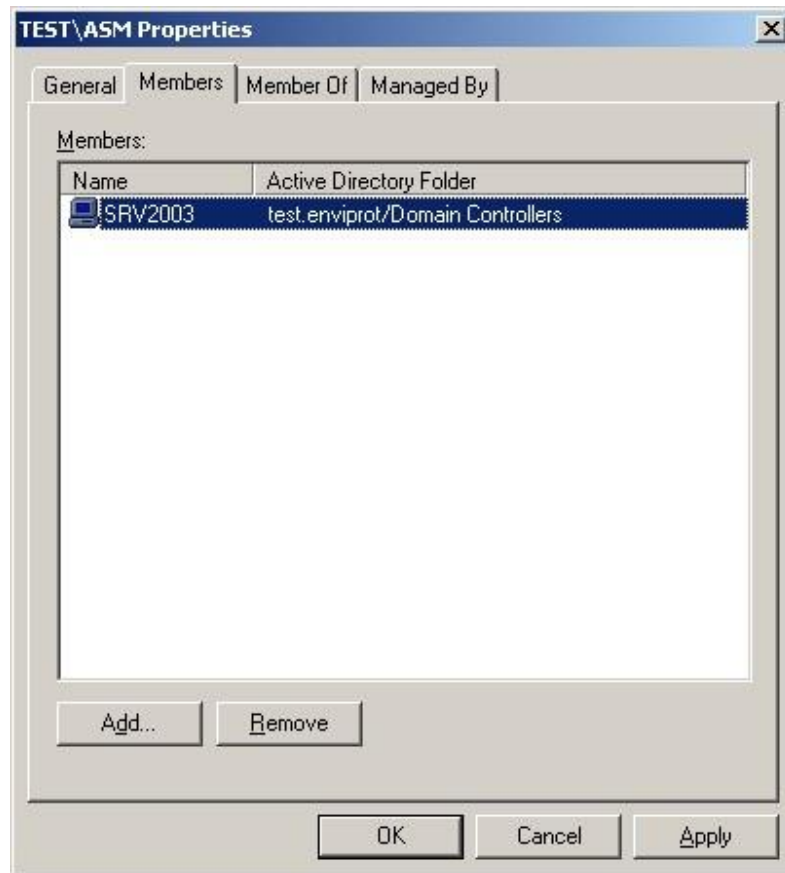 TEST\ASM Properties
General Members Member Of Managed By
Members:
Name Active Directory Folder
SRV2003 test.enviprot/Domain Controllers
Add... Remove
OK Cancel Apply